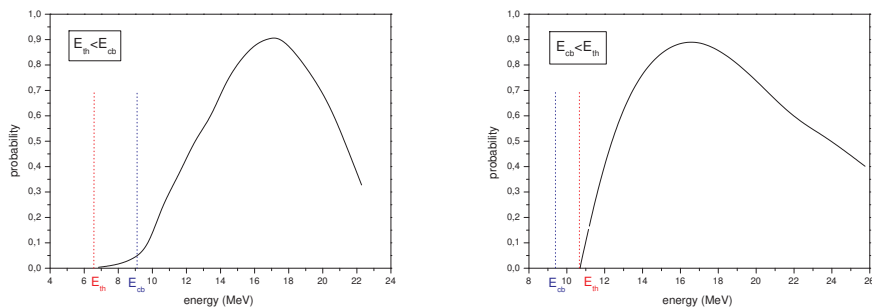 1,0
0,9
0,8
0,7
0,6
0,5
0,4
0,3
0,2
0,1
0,0
probability
E_th<E_cb
4 6 8 10 12 14 16 18 20 22 24
E_th E_cb
energy (MeV)
1,0
0,9
0,8
0,7
0,6
0,5
0,4
0,3
0,2
0,1
0,0
probability
E_cb<E_th
8 10 12 14 16 18 20 22 24 26
E_cb E_th
energy (MeV)